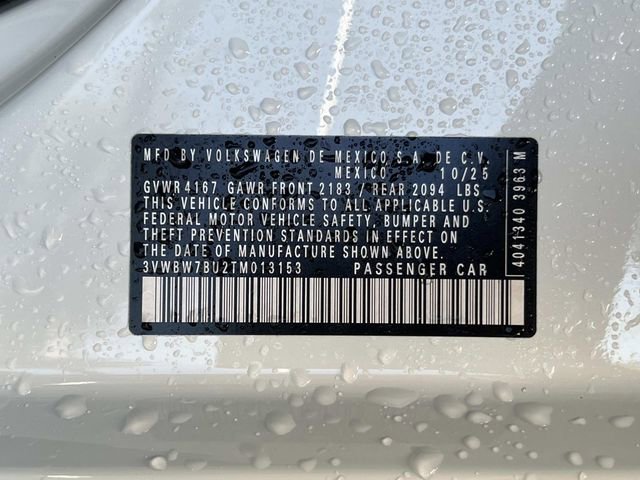 MFD BY VOLKSWAGEN DE MEXICO S.A. DE C.V.
MEXICO 10/25
GVWR 4167 GAWR FRONT 2183 / REAR 2094 LBS
THIS VEHICLE CONFORMS TO ALL APPLICABLE U.S.
FEDERAL MOTOR VEHICLE SAFETY, BUMPER AND
THEFT PREVENTION STANDARDS IN EFFECT ON
THE DATE OF MANUFACTURE SHOWN ABOVE.
3VWBW7BU2TM013153 PASSENGER CAR
404 1340 3963 M